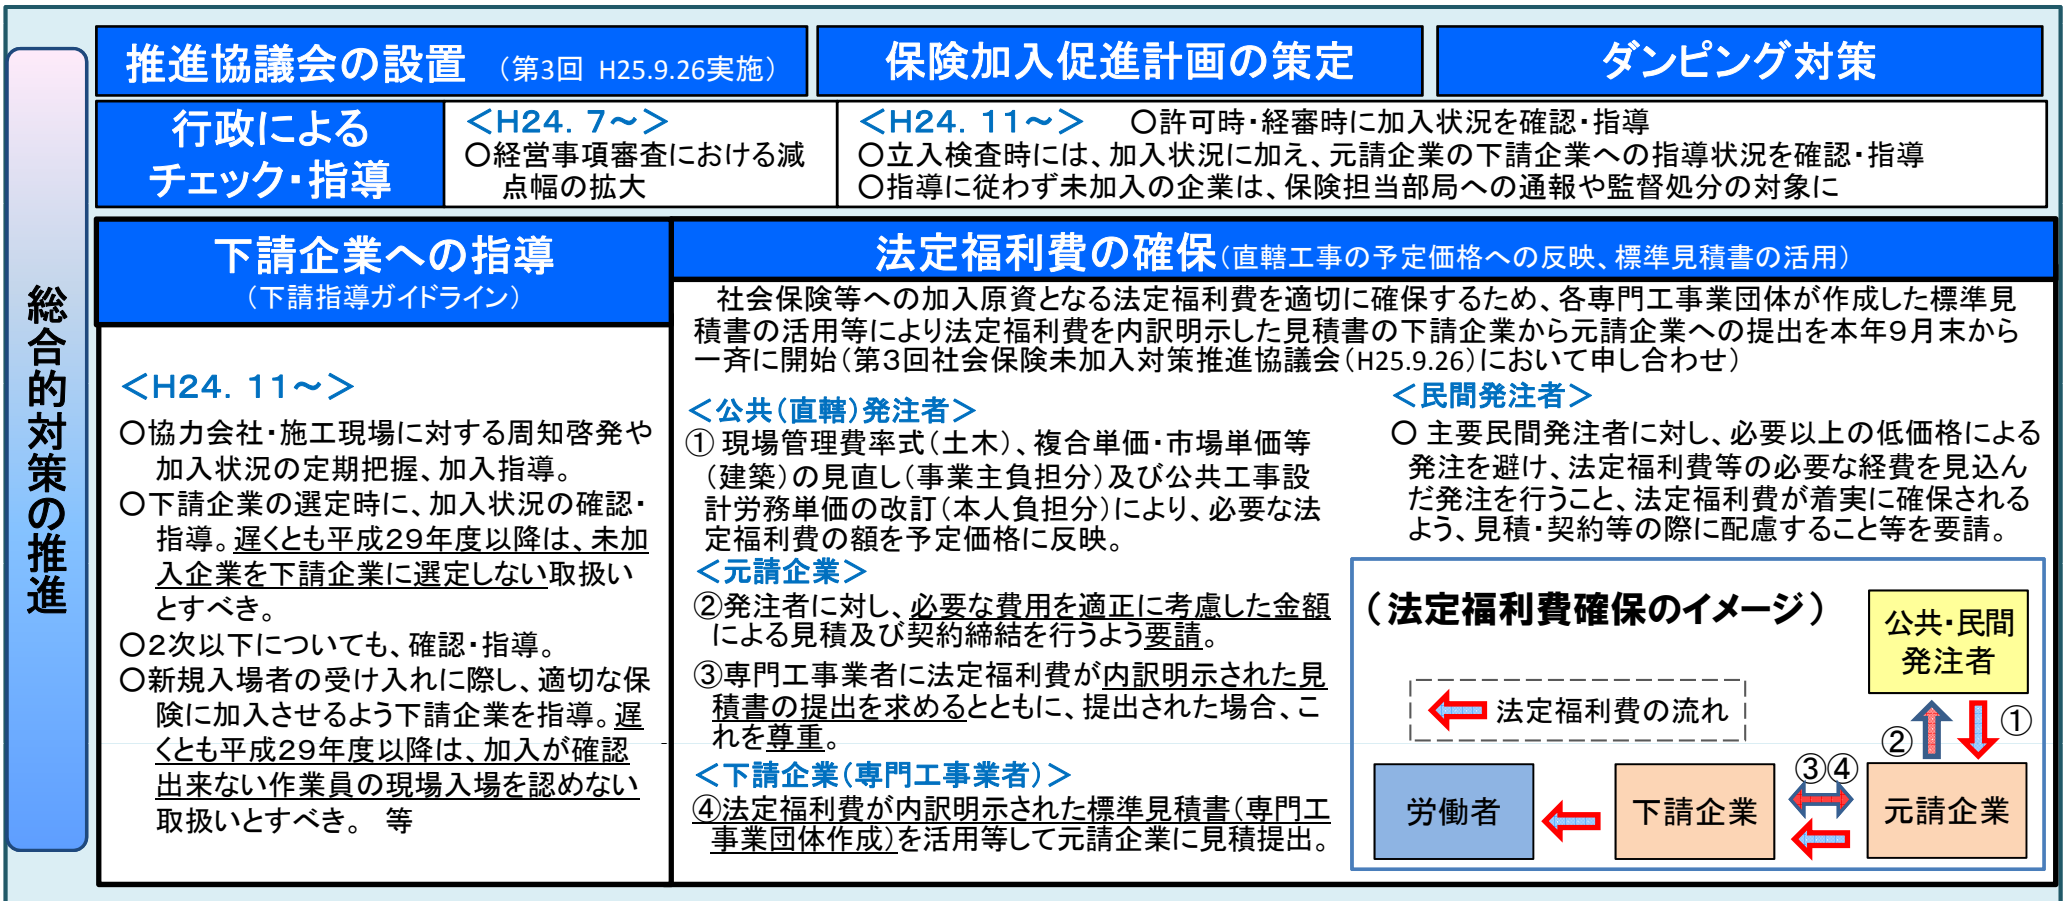 総合的対策の推進
推進協議会の設置 （第3回 H25.9.26実施）
保険加入促進計画の策定
ダンピング対策
行政による
チェック・指導
＜H24．7～＞
○経営事項審査における減
点幅の拡大
＜H24．11～＞ ○許可時・経審時に加入状況を確認・指導
○立入検査時には、加入状況に加え、元請企業の下請企業への指導状況を確認・指導
○指導に従わず未加入の企業は、保険担当部局への通報や監督処分の対象に
下請企業への指導
（下請指導ガイドライン）
＜H24．11～＞
○協力会社・施工現場に対する周知啓発や
加入状況の定期把握、加入指導。
○下請企業の選定時に、加入状況の確認・
指導。遅くとも平成29年度以降は、未加
入企業を下請企業に選定しない取扱い
とすべき。
○2次以下についても、確認・指導。
○新規入場者の受け入れに際し、適切な保
険に加入させるよう下請企業を指導。遅
くとも平成29年度以降は、加入が確認
出来ない作業員の現場入場を認めない
取扱いとすべき。 等
法定福利費の確保（直轄工事の予定価格への反映、標準見積書の活用）
社会保険等への加入原資となる法定福利費を適切に確保するため、各専門工事業団体が作成した標準見
積書の活用等により法定福利費を内訳明示した見積書の下請企業から元請企業への提出を本年9月末から
一斉に開始（第3回社会保険未加入対策推進協議会（H25.9.26）において申し合わせ）
＜公共（直轄）発注者＞
① 現場管理費率式（土木）、複合単価・市場単価等
（建築）の見直し（事業主負担分）及び公共工事設
計労務単価の改訂（本人負担分）により、必要な法
定福利費の額を予定価格に反映。
＜元請企業＞
②発注者に対し、必要な費用を適正に考慮した金額
による見積及び契約締結を行うよう要請。
③専門工事業者に法定福利費が内訳明示された見
積書の提出を求めるとともに、提出された場合、こ
れを尊重。
＜下請企業（専門工事業者）＞
④法定福利費が内訳明示された標準見積書（専門工
事業団体作成）を活用等して元請企業に見積提出。
＜民間発注者＞
○ 主要民間発注者に対し、必要以上の低価格による
発注を避け、法定福利費等の必要な経費を見込ん
だ発注を行うこと、法定福利費が着実に確保される
よう、見積・契約等の際に配慮すること等を要請。
（法定福利費確保のイメージ）
公共・民間
発注者
法定福利費の流れ
② ①
③④
労働者
下請企業
元請企業